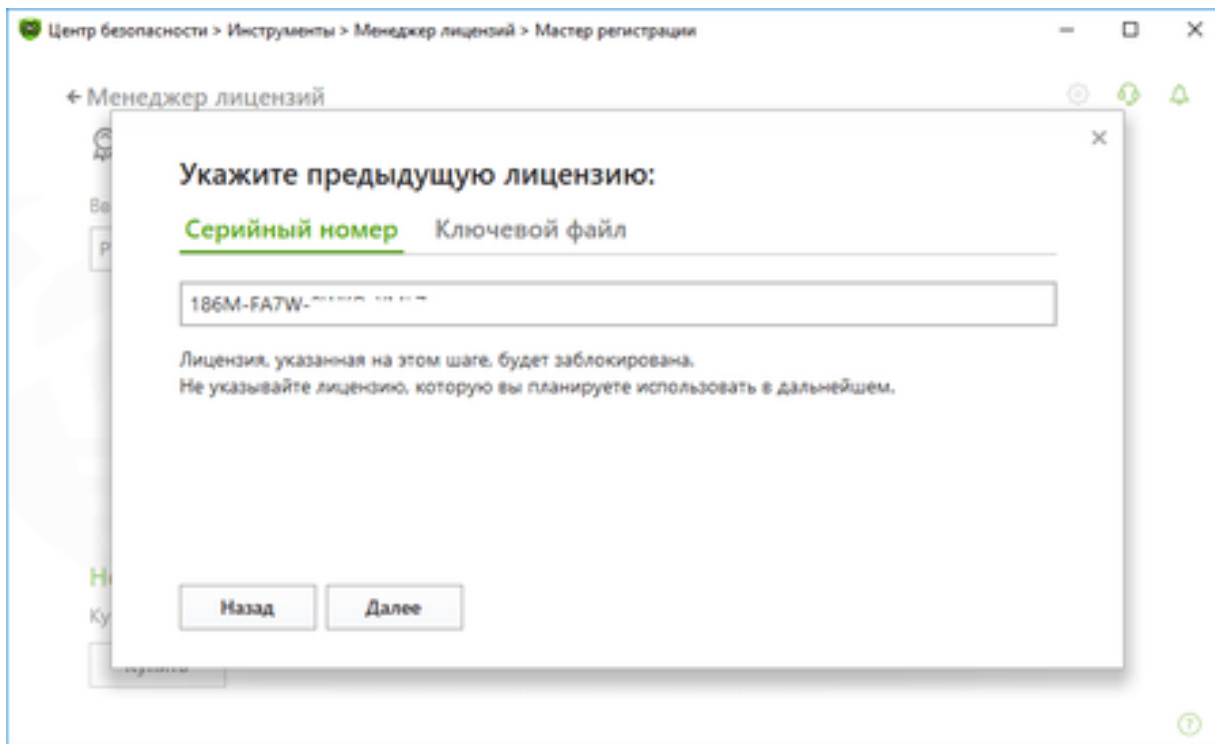 Центр безопасности > Инструменты > Менеджер лицензий > Мастер регистрации
Менеджер лицензий
Укажите предыдущую лицензию:
Серийный номер Ключевой файл
186M-FA7W-
Лицензия, указанная на этом шаге, будет заблокирована.
Не указывайте лицензию, которую вы планируете использовать в дальнейшем.
Назад Далее